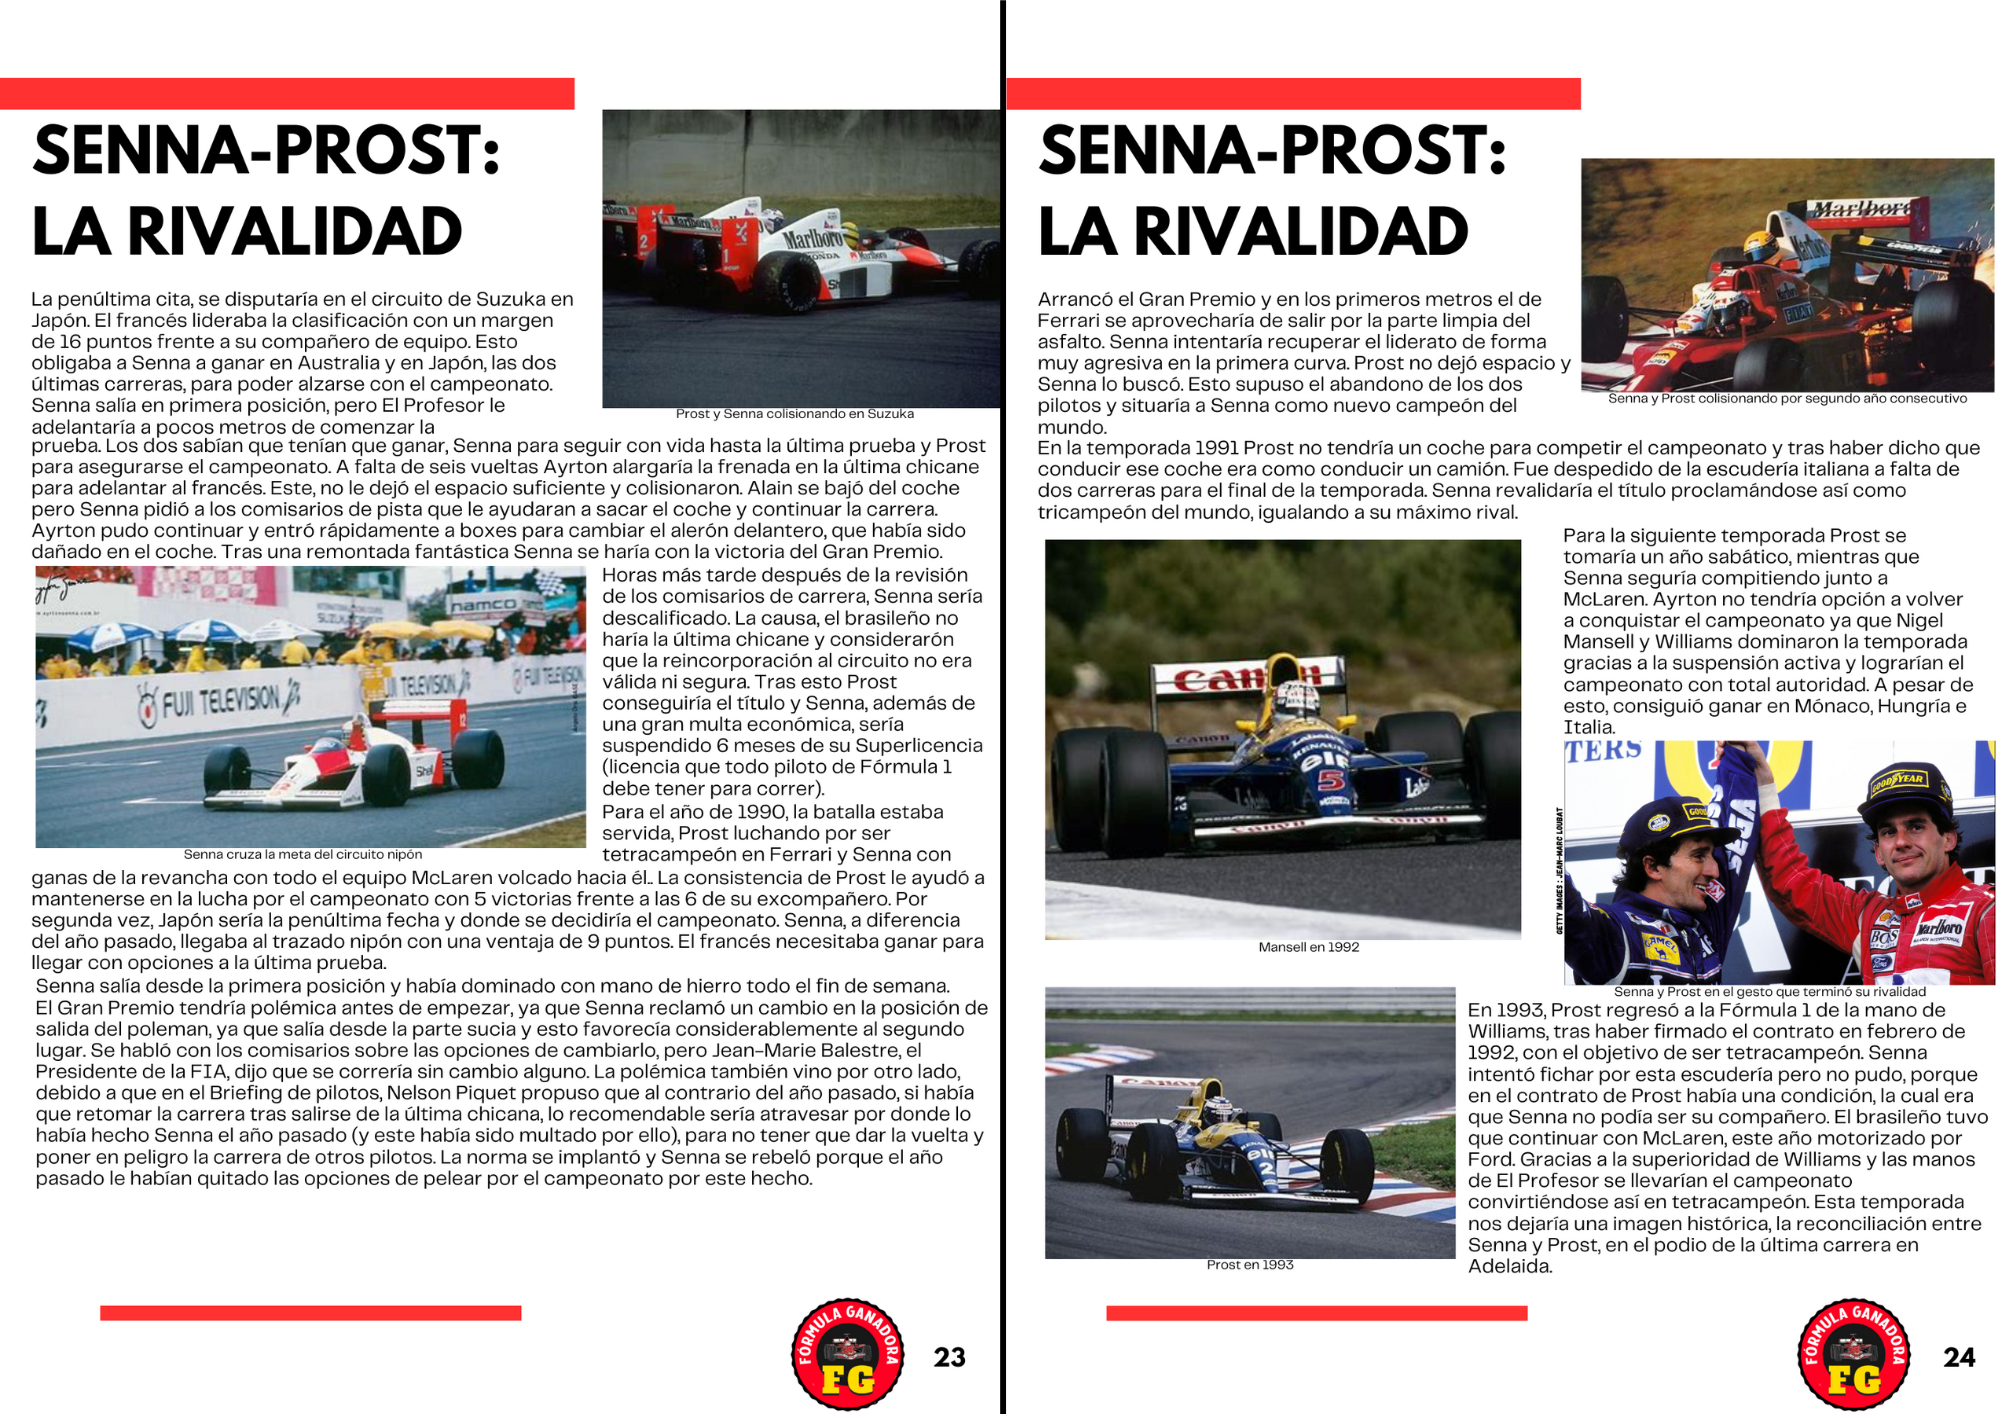 SENNA-PROST:
LA RIVALIDAD
La penúltima cita, se disputaría en el circuito de Suzuka en
Japón. El francés lideraba la clasificación con un margen
de 16 puntos frente a su compañero de equipo. Esto
obligaba a Senna a ganar en Australia y en Japón, las dos
últimas carreras, para poder alzarse con el campeonato.
Senna salía en primera posición, pero El Profesor le
adelantaría a pocos metros de comenzar la
Marlboro
HONDA
Prost y Senna colisionando en Suzuka
prueba. Los dos sabían que tenían que ganar, Senna para seguir con vida hasta la última prueba y Prost
para asegurarse el campeonato. A falta de seis vueltas Ayrton alargaría la frenada en la última chicane
para adelantar al francés. Este, no le dejó el espacio suficiente y colisionaron. Alain se bajó del coche
pero Senna pidió a los comisarios de pista que le ayudaran a sacar el coche y continuar la carrera.
Ayrton pudo continuar y entró rápidamente a boxes para cambiar el alerón delantero, que había sido
dañado en el coche. Tras una remontada fantástica Senna se haría con la victoria del Gran Premio.
namco
FUJI TELEVISION
Shell
Senna cruza la meta del circuito nipón
Horas más tarde después de la revisión
de los comisarios de carrera, Senna sería
descalificado. La causa, el brasileño no
haría la última chicane y considerarón
que la reincorporación al circuito no era
válida ni segura. Tras esto Prost
conseguiría el título y Senna, además de
una gran multa económica, sería
suspendido 6 meses de su Superlicencia
(licencia que todo piloto de Fórmula 1
debe tener para correr).
Para el año de 1990, la batalla estaba
servida, Prost luchando por ser
tetracampeón en Ferrari y Senna con
ganas de la revancha con todo el equipo McLaren volcado hacia él.. La consistencia de Prost le ayudó a
mantenerse en la lucha por el campeonato con 5 victorias frente a las 6 de su excompañero. Por
segunda vez, Japón sería la penúltima fecha y donde se decidiría el campeonato. Senna, a diferencia
del año pasado, llegaba al trazado nipón con una ventaja de 9 puntos. El francés necesitaba ganar para
llegar con opciones a la última prueba.
Senna salía desde la primera posición y había dominado con mano de hierro todo el fin de semana.
El Gran Premio tendría polémica antes de empezar, ya que Senna reclamó un cambio en la posición de
salida del poleman, ya que salía desde la parte sucia y esto favorecía considerablemente al segundo
lugar. Se habló con los comisarios sobre las opciones de cambiarlo, pero Jean-Marie Balestre, el
Presidente de la FIA, dijo que se correría sin cambio alguno. La polémica también vino por otro lado,
debido a que en el Briefing de pilotos, Nelson Piquet propuso que al contrario del año pasado, si había
que retomar la carrera tras salirse de la última chicana, lo recomendable sería atravesar por donde lo
había hecho Senna el año pasado (y este había sido multado por ello), para no tener que dar la vuelta y
poner en peligro la carrera de otros pilotos. La norma se implantó y Senna se rebeló porque el año
pasado le habían quitado las opciones de pelear por el campeonato por este hecho.
FÓRMULA GANADORA
FG
23
SENNA-PROST:
LA RIVALIDAD
Arrancó el Gran Premio y en los primeros metros el de
Ferrari se aprovecharía de salir por la parte limpia del
asfalto. Senna intentaría recuperar el liderato de forma
muy agresiva en la primera curva. Prost no dejó espacio y
Senna lo buscó. Esto supuso el abandono de los dos
pilotos y situaría a Senna como nuevo campeón del
mundo.
Marlboro
FIAT
Senna y Prost colisionando por segundo año consecutivo
En la temporada 1991 Prost no tendría un coche para competir el campeonato y tras haber dicho que
conducir ese coche era como conducir un camión. Fue despedido de la escudería italiana a falta de
dos carreras para el final de la temporada. Senna revalidaría el título proclamándose así como
tricampeón del mundo, igualando a su máximo rival.
Canon
elf
5
Mansell en 1992
Para la siguiente temporada Prost se
tomaría un año sabático, mientras que
Senna seguría compitiendo junto a
McLaren. Ayrton no tendría opción a volver
a conquistar el campeonato ya que Nigel
Mansell y Williams dominaron la temporada
gracias a la suspensión activa y lograrían el
campeonato con total autoridad. A pesar de
esto, consiguió ganar en Mónaco, Hungría e
Italia.
TERS
GOODYEAR
SEGA
CAMEL
BOSS
Ford
Marlboro
GETTY IMAGES : JEAN-MARC LOUBAT
Senna y Prost en el gesto que terminó su rivalidad
elf
2
Prost en 1993
En 1993, Prost regresó a la Fórmula 1 de la mano de
Williams, tras haber firmado el contrato en febrero de
1992, con el objetivo de ser tetracampeón. Senna
intentó fichar por esta escudería pero no pudo, porque
en el contrato de Prost había una condición, la cual era
que Senna no podía ser su compañero. El brasileño tuvo
que continuar con McLaren, este año motorizado por
Ford. Gracias a la superioridad de Williams y las manos
de El Profesor se llevarían el campeonato
convirtiéndose así en tetracampeón. Esta temporada
nos dejaría una imagen histórica, la reconciliación entre
Senna y Prost, en el podio de la última carrera en
Adelaida.
FÓRMULA GANADORA
FG
24